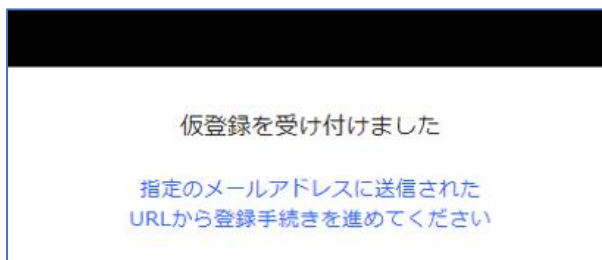 仮登録を受け付けました
指定のメールアドレスに送信された
URLから登録手続きを進めてください